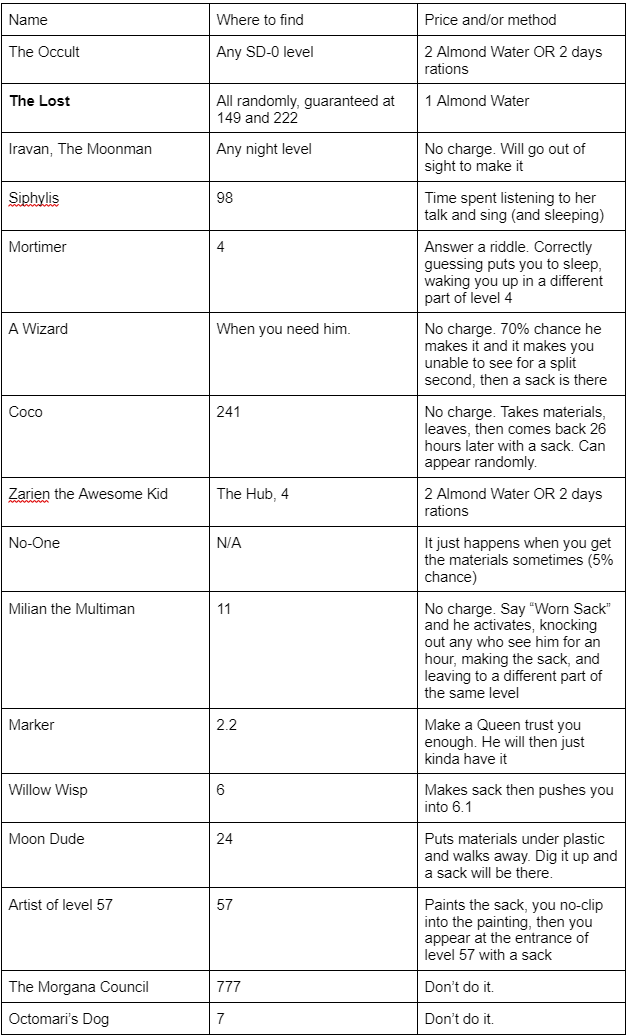 Name Where to find Price and/or method
The Occult Any SD-0 level 2 Almond Water OR 2 days
rations
The Lost All randomly, guaranteed at 1 Almond Water
149 and 222
Iravan, The Moonman Any night level No charge. Will go out of
sight to make it
Siphylis 98 Time spent listening to her
talk and sing (and sleeping)
Mortimer 4 Answer a riddle. Correctly
guessing puts you to sleep,
waking you up in a different
part of level 4
A Wizard When you need him. No charge. 70% chance he
makes it and it makes you
unable to see for a split
second, then a sack is there
Coco 241 No charge. Takes materials,
leaves, then comes back 26
hours later with a sack. Can
appear randomly.
Zarien the Awesome Kid The Hub, 4 2 Almond Water OR 2 days
rations
No-One N/A It just happens when you get
the materials sometimes (5%
chance)
Milian the Multiman 11 No charge. Say “Worn Sack”
and he activates, knocking
out any who see him for an
hour, making the sack, and
leaving to a different part of
the same level
Marker 2.2 Make a Queen trust you
enough. He will then just
kinda have it
Willow Wisp 6 Makes sack then pushes you
into 6.1
Moon Dude 24 Puts materials under plastic
and walks away. Dig it up and
a sack will be there.
Artist of level 57 57 Paints the sack, you no-clip
into the painting, then you
appear at the entrance of
level 57 with a sack
The Morgana Council 777 Don’t do it.
Octomari’s Dog 7 Don’t do it.